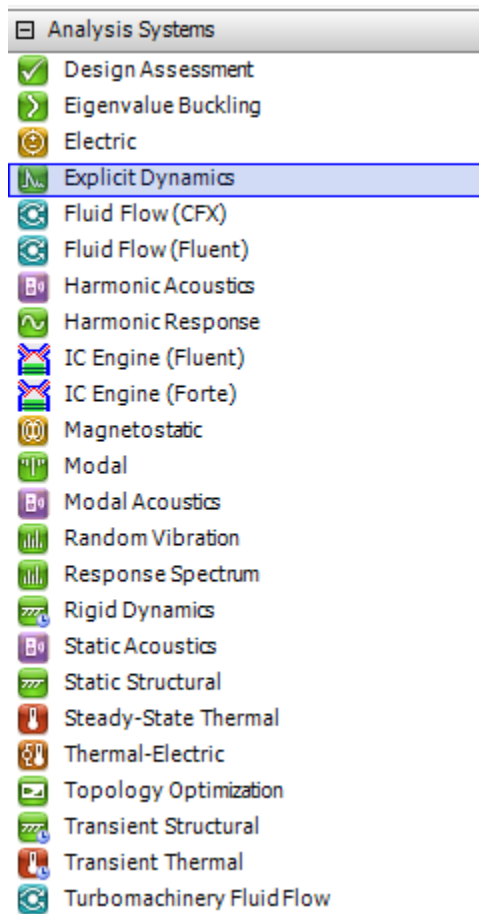 Analysis Systems
Design Assessment
Eigenvalue Buckling
Electric
Explicit Dynamics
Fluid Flow (CFX)
Fluid Flow (Fluent)
Harmonic Acoustics
Harmonic Response
IC Engine (Fluent)
IC Engine (Forte)
Magnetostatic
Modal
Modal Acoustics
Random Vibration
Response Spectrum
Rigid Dynamics
Static Acoustics
Static Structural
Steady-State Thermal
Thermal-Electric
Topology Optimization
Transient Structural
Transient Thermal
Turbomachinery Fluid Flow